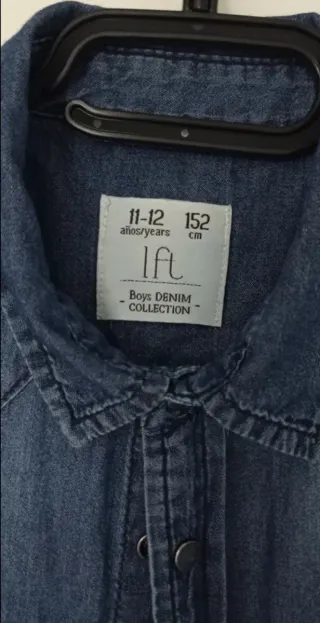 11-12 152
años/years cm
lft
Boys DENIM
- COLLECTION -